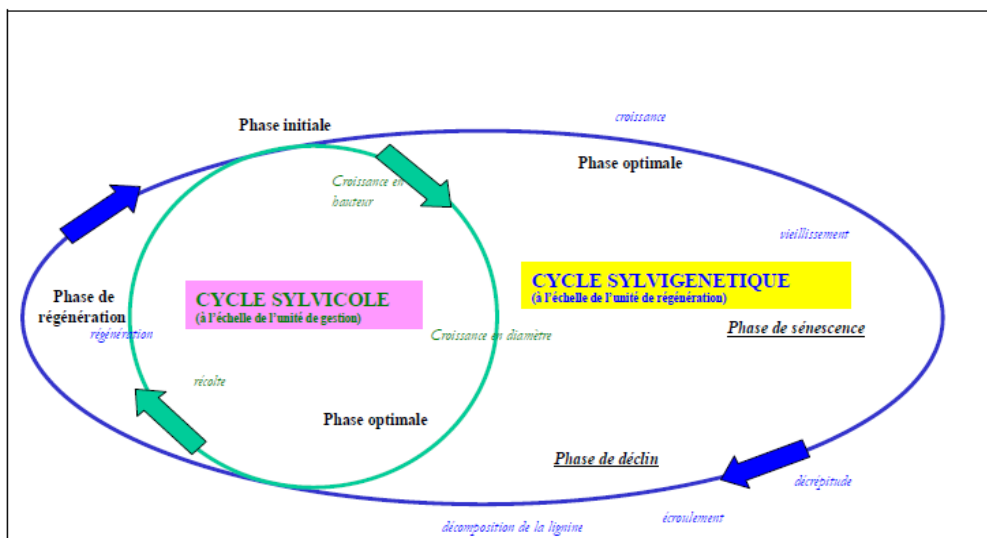 croissance
Phase initiale
Phase optimale
Croissance en
hauteur
vieillissement
CYCLE SYLVIGENETIQUE
(à l'échelle de l'unité de régénération)
CYCLE SYLVICOLE
(à l'échelle de l'unité de gestion)
Phase de
régénération
régénération
Croissance en diamètre
Phase de sénescence
récolte
Phase optimale
Phase de déclin
décrépitude
écroulement
décomposition de la lignine